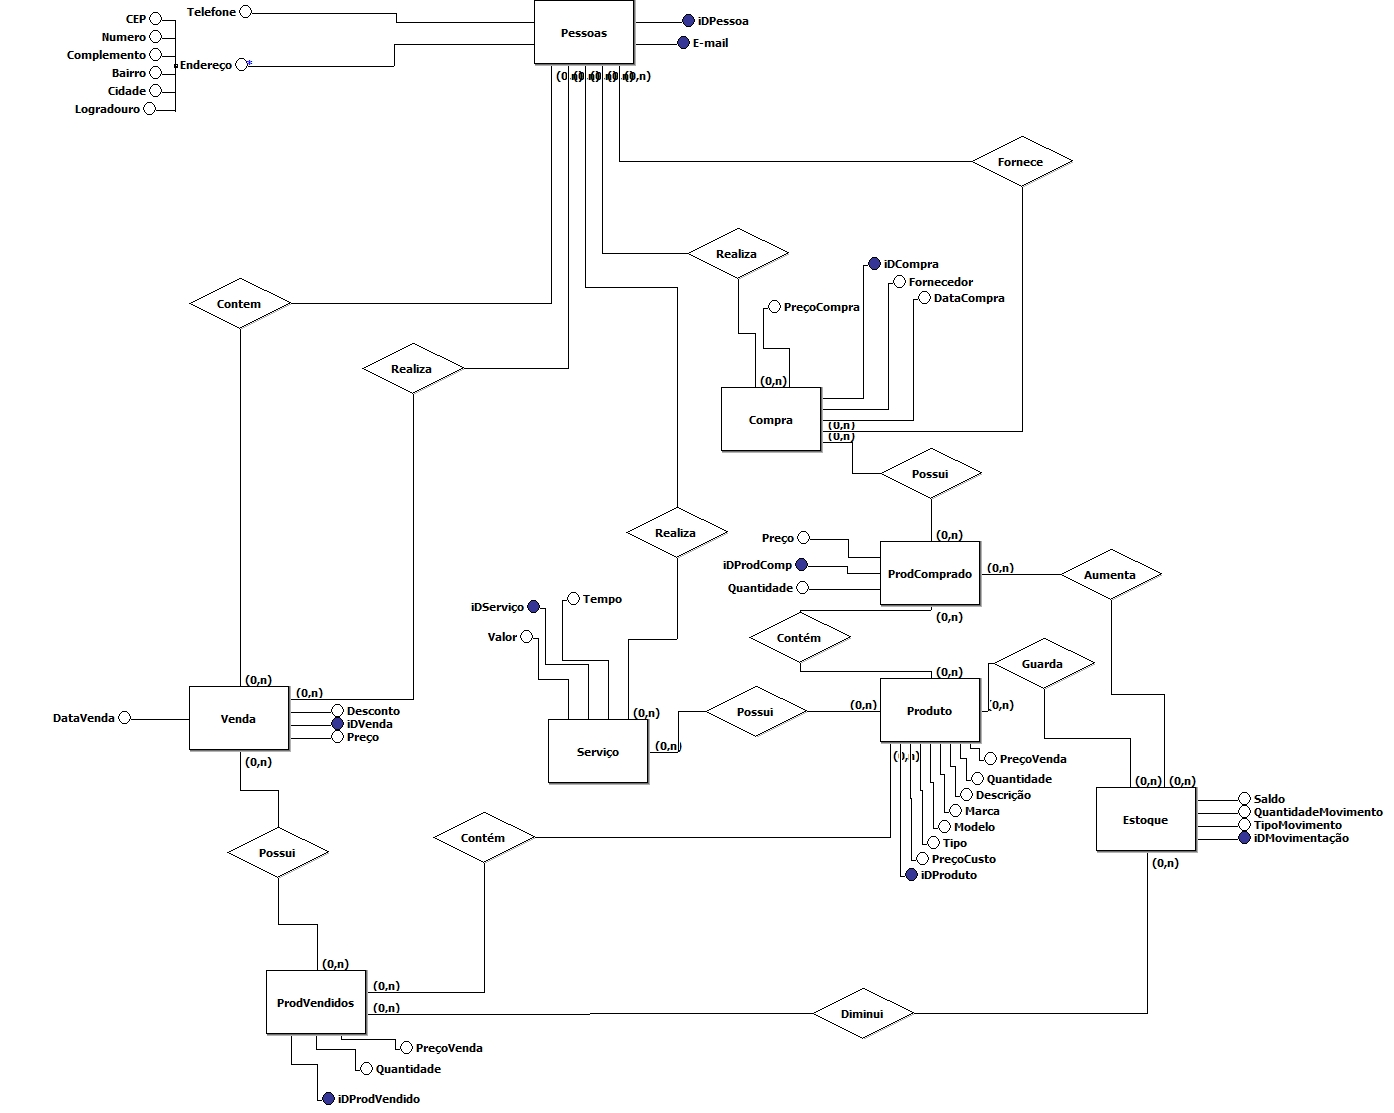 Telefone
CEP
Numero
Complemento
Endereço *
Bairro
Cidade
Logradouro
Pessoas
iDPessoa
E-mail
(0,n) (0,n) (0,n) (0,n) (0,n)
Fornece
Realiza
iDCompra
Fornecedor
DataCompra
PreçoCompra
Contem
Realiza
(0,n)
Compra
(0,n)
(0,n)
Possui
Realiza
Preço
(0,n)
iDProdComp
ProdComprado
(0,n)
Aumenta
Quantidade
(0,n)
iDServiço
Tempo
Valor
Contém
Guarda
(0,n)
(0,n)
(0,n)
DataVenda
Venda
Desconto
iDVenda
Preço
(0,n)
(0,n)
Serviço
(0,n)
Possui
(0,n)
Produto
(0,n)
(0,n)
PreçoVenda
Quantidade
Descrição
Marca
Modelo
Tipo
PreçoCusto
iDProduto
(0,n) (0,n)
Estoque
Saldo
QuantidadeMovimento
TipoMovimento
iDMovimentação
(0,n)
Contém
Possui
(0,n)
ProdVendidos
(0,n)
(0,n)
Diminui
PreçoVenda
Quantidade
iDProdVendido